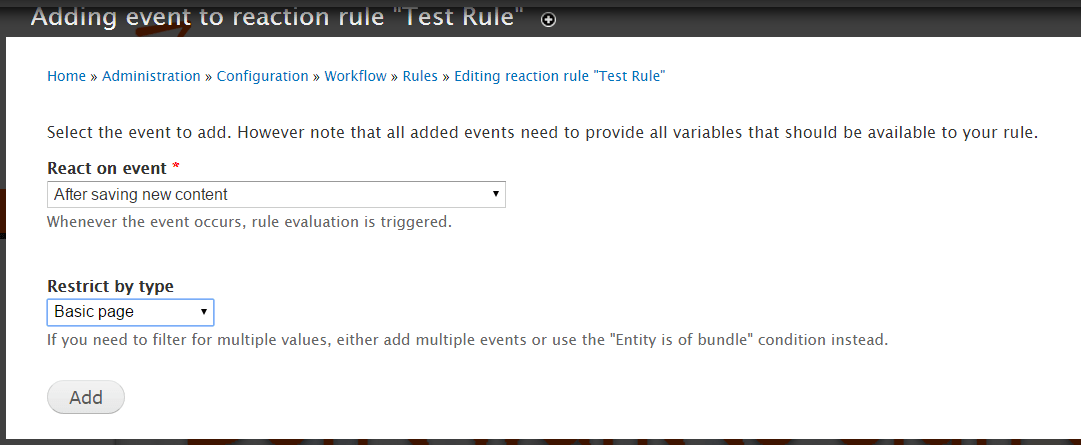 Adding event to reaction rule "Test Rule"
Home » Administration » Configuration » Workflow » Rules » Editing reaction rule "Test Rule"
Select the event to add. However note that all added events need to provide all variables that should be available to your rule.
React on event *
After saving new content
Whenever the event occurs, rule evaluation is triggered.
Restrict by type
Basic page
If you need to filter for multiple values, either add multiple events or use the "Entity is of bundle" condition instead.
Add